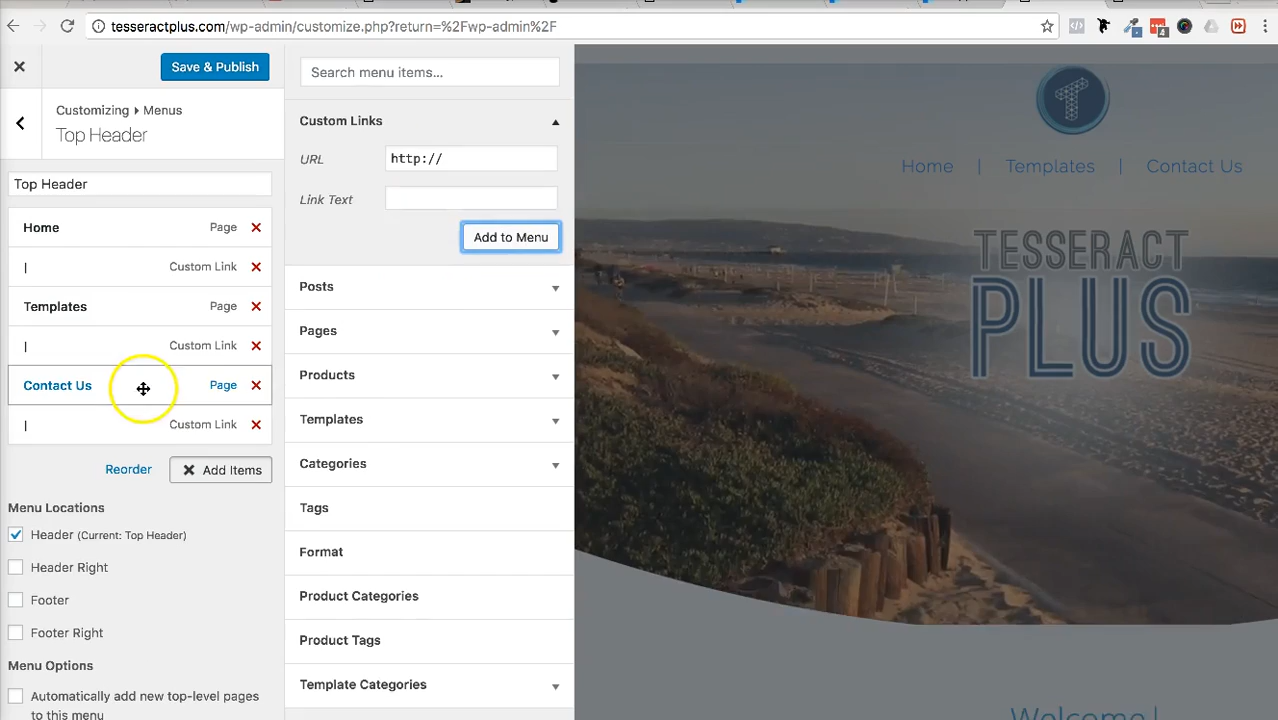 tesseractplus.com/wp-admin/customize.php?return=%2Fwp-admin%2F
4
Save & Publish
Customizing ▸ Menus
Top Header
Top Header
Home Page
| Custom Link
Templates Page
| Custom Link
Contact Us Page
| Custom Link
Reorder Add Items
Menu Locations
Header (Current: Top Header)
Header Right
Footer
Footer Right
Menu Options
Automatically add new top-level pages
to this menu
Search menu items...
Custom Links
URL http://
Link Text
Add to Menu
Posts
Pages
Products
Templates
Categories
Tags
Format
Product Categories
Product Tags
Template Categories
T
Home | Templates | Contact Us
TESSERACT
PLUS
Welcome|